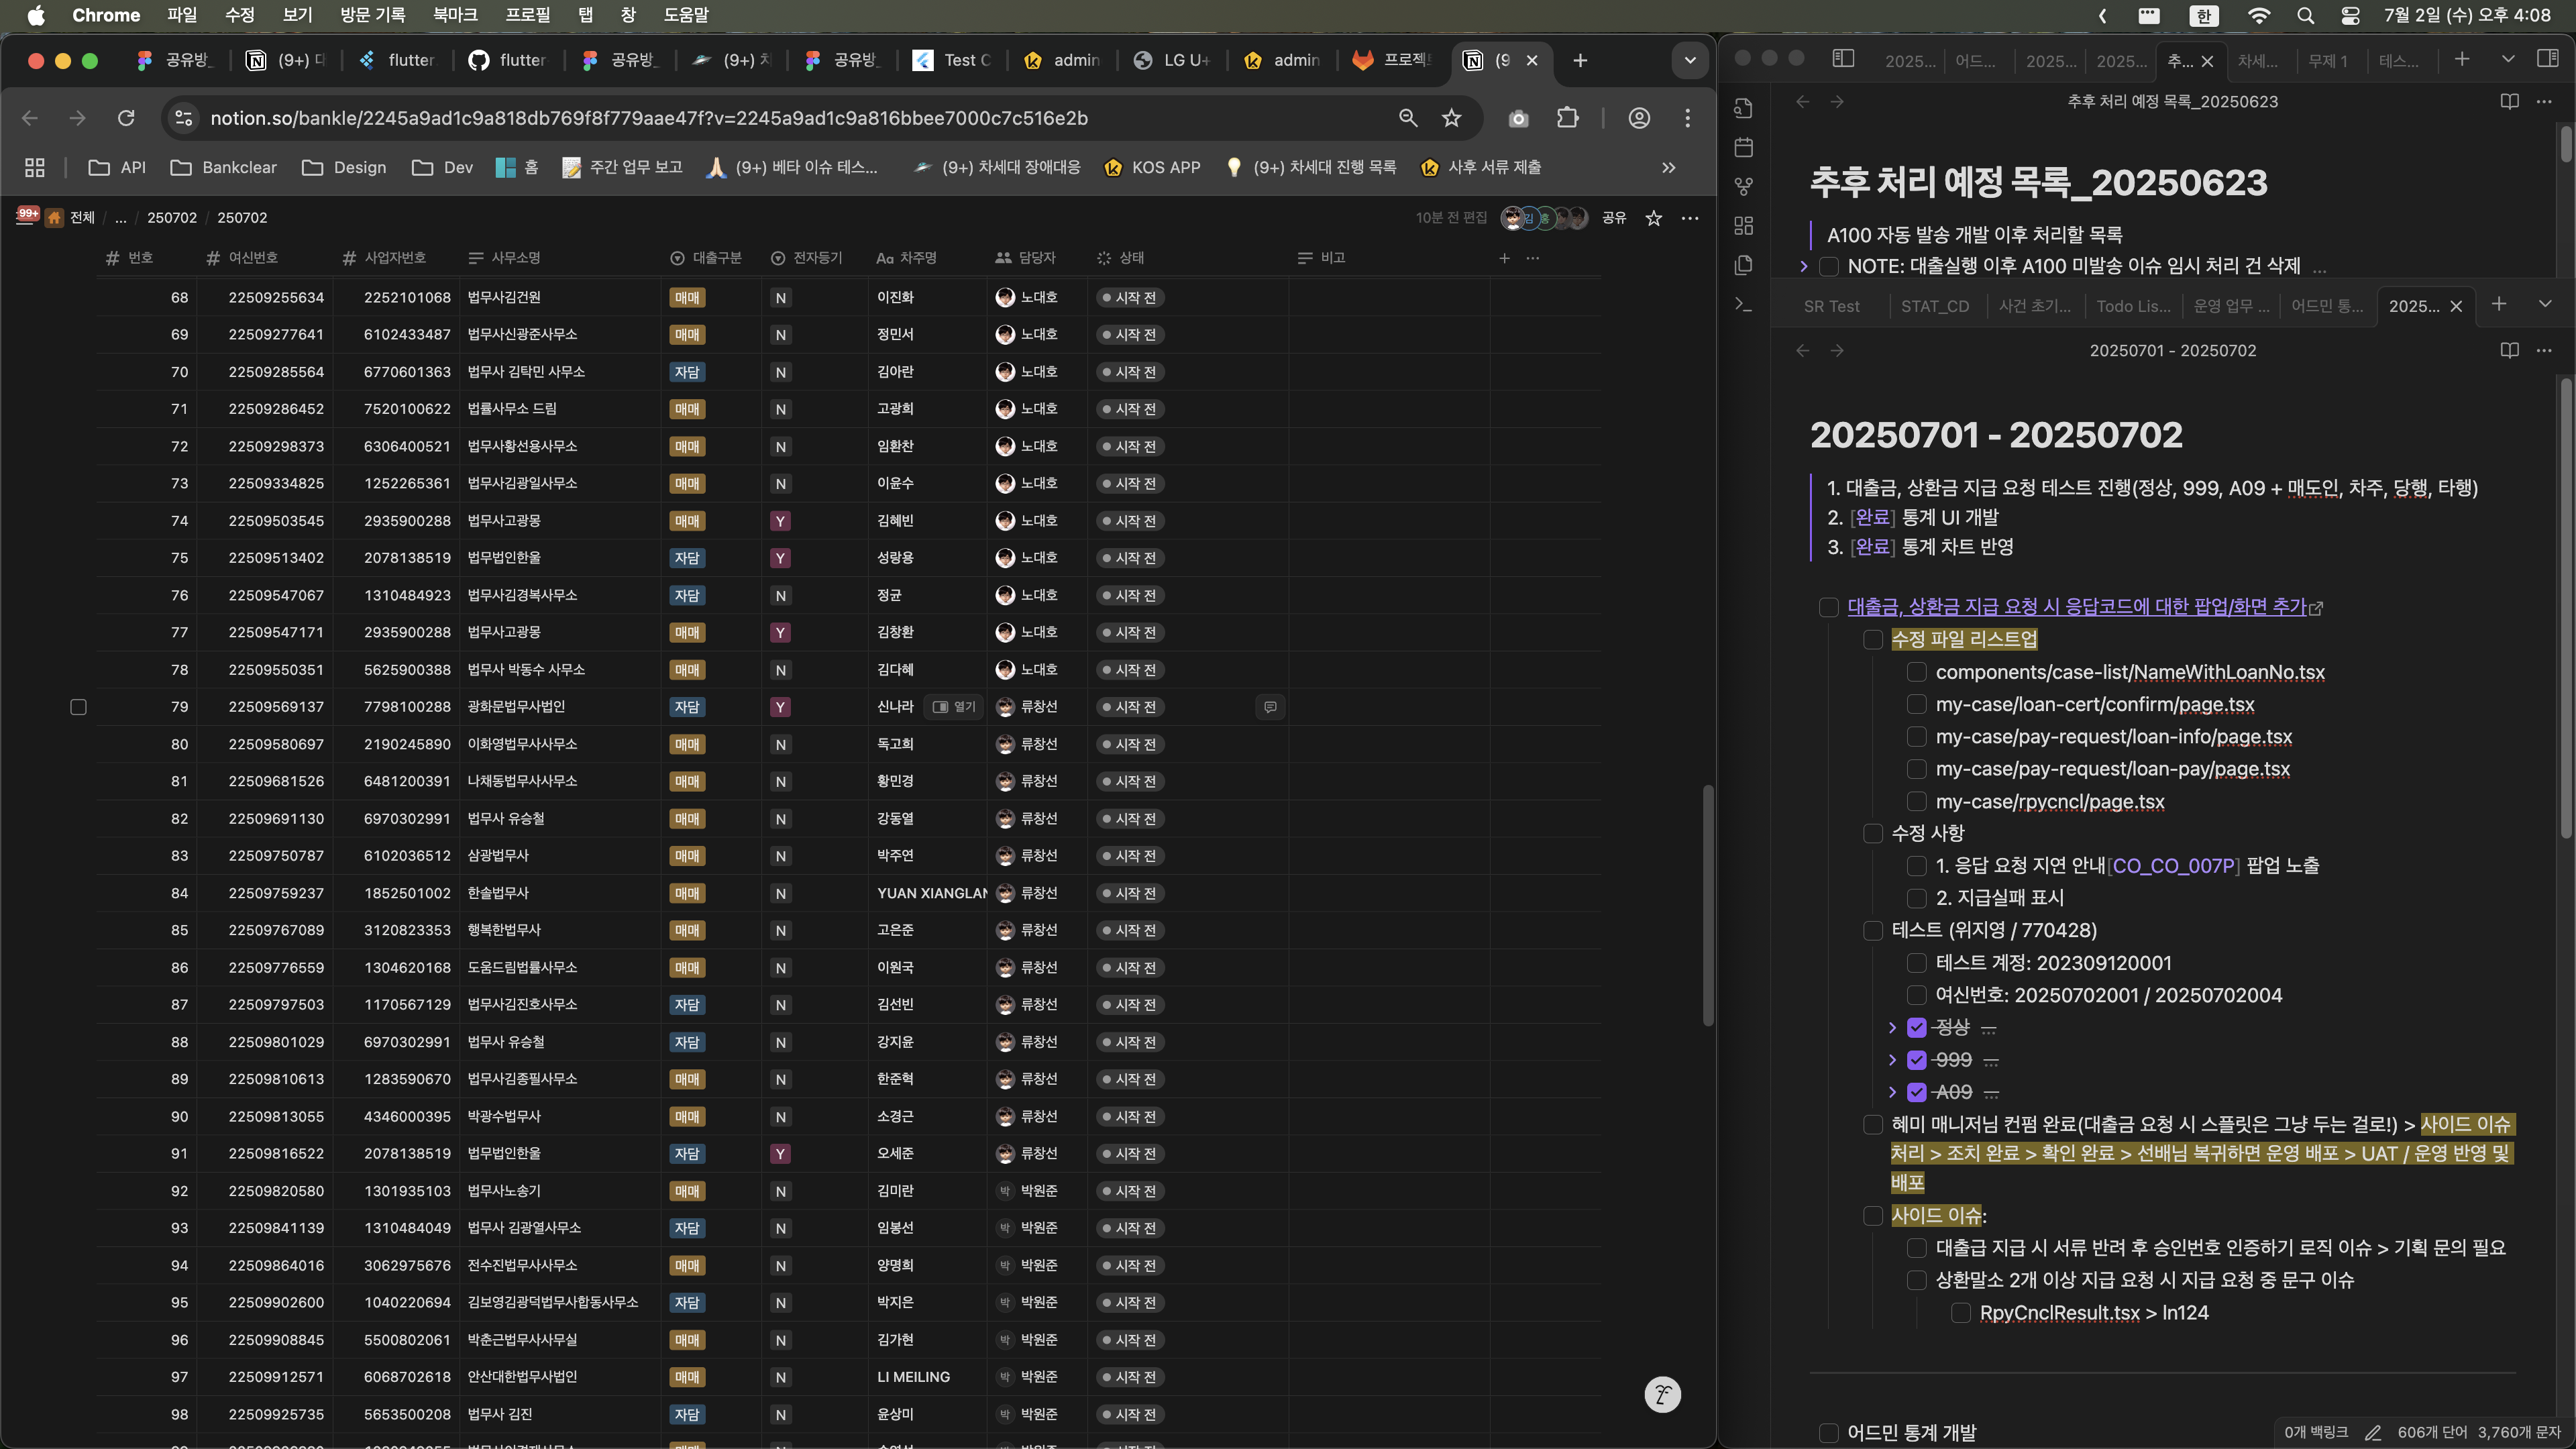 Chrome 파일 수정 보기 방문 기록 북마크 프로필 탭 창 도움말 한 7월 2일 (수) 오후 4:08
공유방_ (9+) flutter flutter 공유방_ (9+) 공유방_ Test C admin LG U+ admin 프로젝트 (9
notion.so/bankle/2245a9ad1c9a818db769f8f779aae47f?v=2245a9ad1c9a816bbee7000c7c516e2b
API Bankclear Design Dev 홈 주간 업무 보고 (9+) 베타 이슈 테스... (9+) 차세대 장애대응 KOS APP (9+) 차세대 진행 목록 사후 서류 제출
99+ 전체 / ... / 250702 / 250702 10분 전 편집 김 홍 공유
번호 여신번호 사업자번호 사무소명 대출구분 전자등기 Aa 차주명 담당자 상태 비고
68 22509255634 2252101068 법무사김건원 매매 N 이진화 노대호 시작 전
69 22509277641 6102433487 법무사신광준사무소 매매 N 정민서 노대호 시작 전
70 22509285564 6770601363 법무사 김탁민 사무소 자담 N 김아란 노대호 시작 전
71 22509286452 7520100622 법률사무소 드림 매매 N 고광희 노대호 시작 전
72 22509298373 6306400521 법무사황선용사무소 매매 N 임환찬 노대호 시작 전
73 22509334825 1252265361 법무사김광일사무소 매매 N 이윤수 노대호 시작 전
74 22509503545 2935900288 법무사고광몽 매매 Y 김혜빈 노대호 시작 전
75 22509513402 2078138519 법무법인한울 자담 Y 성랑용 노대호 시작 전
76 22509547067 1310484923 법무사김경복사무소 자담 N 정균 노대호 시작 전
77 22509547171 2935900288 법무사고광몽 매매 Y 김창환 노대호 시작 전
78 22509550351 5625900388 법무사 박동수 사무소 매매 N 김다혜 노대호 시작 전
79 22509569137 7798100288 광화문법무사법인 자담 Y 신나라 열기 류창선 시작 전
80 22509580697 2190245890 이화영법무사사무소 매매 N 독고희 류창선 시작 전
81 22509681526 6481200391 나채동법무사사무소 매매 N 황민경 류창선 시작 전
82 22509691130 6970302991 법무사 유승철 매매 N 강동열 류창선 시작 전
83 22509750787 6102036512 삼광법무사 매매 N 박주연 류창선 시작 전
84 22509759237 1852501002 한솔법무사 매매 N YUAN XIANGLAN 류창선 시작 전
85 22509767089 3120823353 행복한법무사 매매 N 고은준 류창선 시작 전
86 22509776559 1304620168 도움드림법률사무소 매매 N 이원국 류창선 시작 전
87 22509797503 1170567129 법무사김진호사무소 자담 N 김선빈 류창선 시작 전
88 22509801029 6970302991 법무사 유승철 자담 N 강지윤 류창선 시작 전
89 22509810613 1283590670 법무사김종필사무소 매매 N 한준혁 류창선 시작 전
90 22509813055 4346000395 박광수법무사 매매 N 소경근 류창선 시작 전
91 22509816522 2078138519 법무법인한울 자담 Y 오세준 류창선 시작 전
92 22509820580 1301935103 법무사노송기 매매 N 김미란 박 박원준 시작 전
93 22509841139 1310484049 법무사 김광열사무소 자담 N 임봉선 박 박원준 시작 전
94 22509864016 3062975676 전수진법무사사무소 매매 N 양명희 박 박원준 시작 전
95 22509902600 1040220694 김보영김광덕법무사합동사무소 자담 N 박지은 박 박원준 시작 전
96 22509908845 5500802061 박춘근법무사사무실 매매 N 김가현 박 박원준 시작 전
97 22509912571 6068702618 안산대한법무사법인 매매 N LI MEILING 박 박원준 시작 전
98 22509925735 5653500208 법무사 김진 자담 N 윤상미 박 박원준 시작 전
2025... 어드... 2025... 2025... 추... 차세... 무제 1 테스...
추후 처리 예정 목록_20250623
추후 처리 예정 목록_20250623
A100 자동 발송 개발 이후 처리할 목록
NOTE: 대출실행 이후 A100 미발송 이슈 임시 처리 건 삭제 ...
SR Test STAT_CD 사건 초기... Todo Lis... 운영 업무 ... 어드민 통... 2025...
20250701 - 20250702
20250701 - 20250702
1. 대출금, 상환금 지급 요청 테스트 진행(정상, 999, A09 + 매도인, 차주, 당행, 타행)
2. [완료] 통계 UI 개발
3. [완료] 통계 차트 반영
대출금, 상환금 지급 요청 시 응답코드에 대한 팝업/화면 추가
수정 파일 리스트업
components/case-list/NameWithLoanNo.tsx
my-case/loan-cert/confirm/page.tsx
my-case/pay-request/loan-info/page.tsx
my-case/pay-request/loan-pay/page.tsx
my-case/rpycncl/page.tsx
수정 사항
1. 응답 요청 지연 안내[CO_CO_007P] 팝업 노출
2. 지급실패 표시
테스트 (위지영 / 770428)
테스트 계정: 202309120001
여신번호: 20250702001 / 20250702004
정상 ...
999 ...
A09 ...
혜미 매니저님 컨펌 완료(대출금 요청 시 스플릿은 그냥 두는 걸로!) > 사이드 이슈
처리 > 조치 완료 > 확인 완료 > 선배님 복귀하면 운영 배포 > UAT / 운영 반영 및
배포
사이드 이슈:
대출급 지급 시 서류 반려 후 승인번호 인증하기 로직 이슈 > 기획 문의 필요
상환말소 2개 이상 지급 요청 시 지급 요청 중 문구 이슈
RpyCnclResult.tsx > ln124
어드민 통계 개발
0개 백링크 606개 단어 3,760개 문자